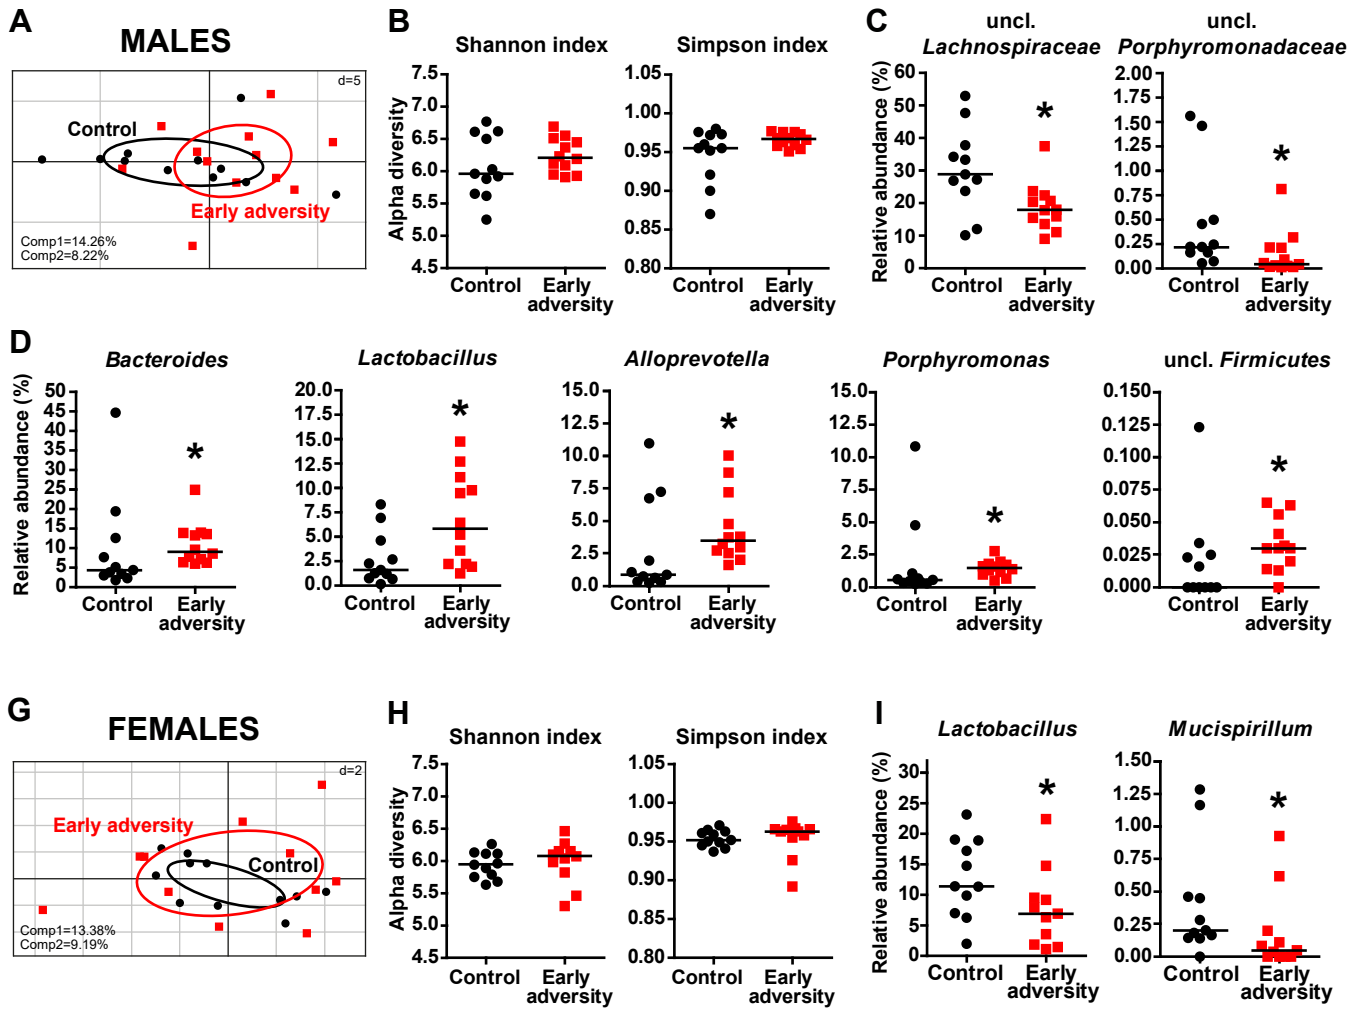 A
MALES
d=5
Control
Early adversity
Comp1=14.26%
Comp2=8.22%
B
Shannon index
Alpha diversity
7.5
7.0
6.5
6.0
5.5
5.0
4.5
Control
Early
adversity
Simpson index
1.05
1.00
0.95
0.90
0.85
0.80
Control
Early
adversity
C
uncl.
Lachnospiraceae
Relative abundance (%)
60
50
40
30
20
10
0
*
Control
Early
adversity
uncl.
Porphyromonadaceae
2.00
1.75
1.50
1.25
1.00
0.75
0.50
0.25
0.00
*
Control
Early
adversity
D
Bacteroides
Relative abundance (%)
50
45
40
35
30
25
20
15
10
5
0
*
Control
Early
adversity
Lactobacillus
20.0
17.5
15.0
12.5
10.0
7.5
5.0
2.5
0.0
*
Control
Early
adversity
Alloprevotella
15.0
12.5
10.0
7.5
5.0
2.5
0.0
*
Control
Early
adversity
Porphyromonas
15.0
12.5
10.0
7.5
5.0
2.5
0.0
*
Control
Early
adversity
uncl. Firmicutes
0.150
0.125
0.100
0.075
0.050
0.025
0.000
*
Control
Early
adversity
G
FEMALES
d=2
Early adversity
Control
Comp1=13.38%
Comp2=9.19%
H
Shannon index
Alpha diversity
7.5
7.0
6.5
6.0
5.5
5.0
4.5
Control
Early
adversity
Simpson index
1.05
1.00
0.95
0.90
0.85
0.80
Control
Early
adversity
I
Lactobacillus
Relative abundance (%)
30
25
20
15
10
5
0
*
Control
Early
adversity
Mucispirillum
1.50
1.25
1.00
0.75
0.50
0.25
0.00
*
Control
Early
adversity